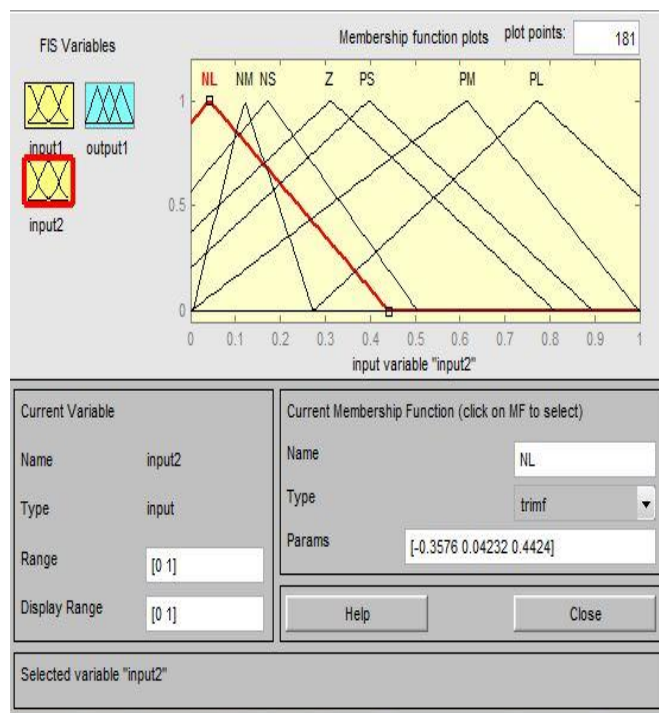 FIS Variables
Membership function plots
plot points:
181
NL NM NS Z PS PM PL
1
0.5
0
0 0.1 0.2 0.3 0.4 0.5 0.6 0.7 0.8 0.9 1
input variable "input2"
input1 output1
input2
Current Variable
Name input2
Type input
Range [0 1]
Display Range [0 1]
Current Membership Function (click on MF to select)
Name NL
Type trimf
Params [-0.3576 0.04232 0.4424]
Help Close
Selected variable "input2"